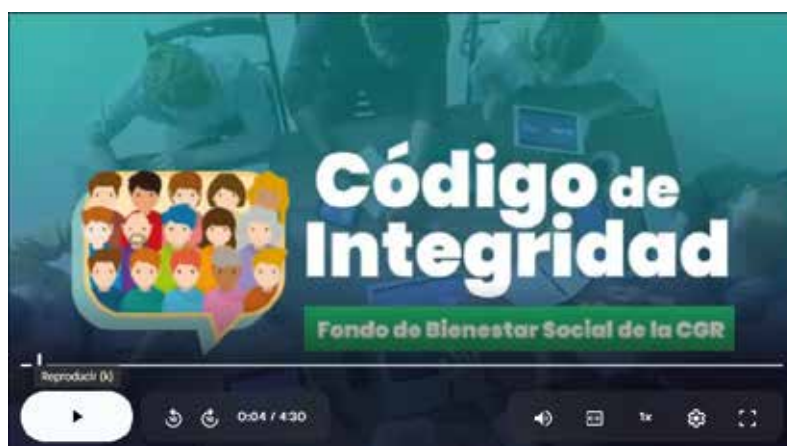 Código de
Integridad
Fondo de Bienestar Social de la CGR
Reproducir (k)
0:04 / 4:30
1x